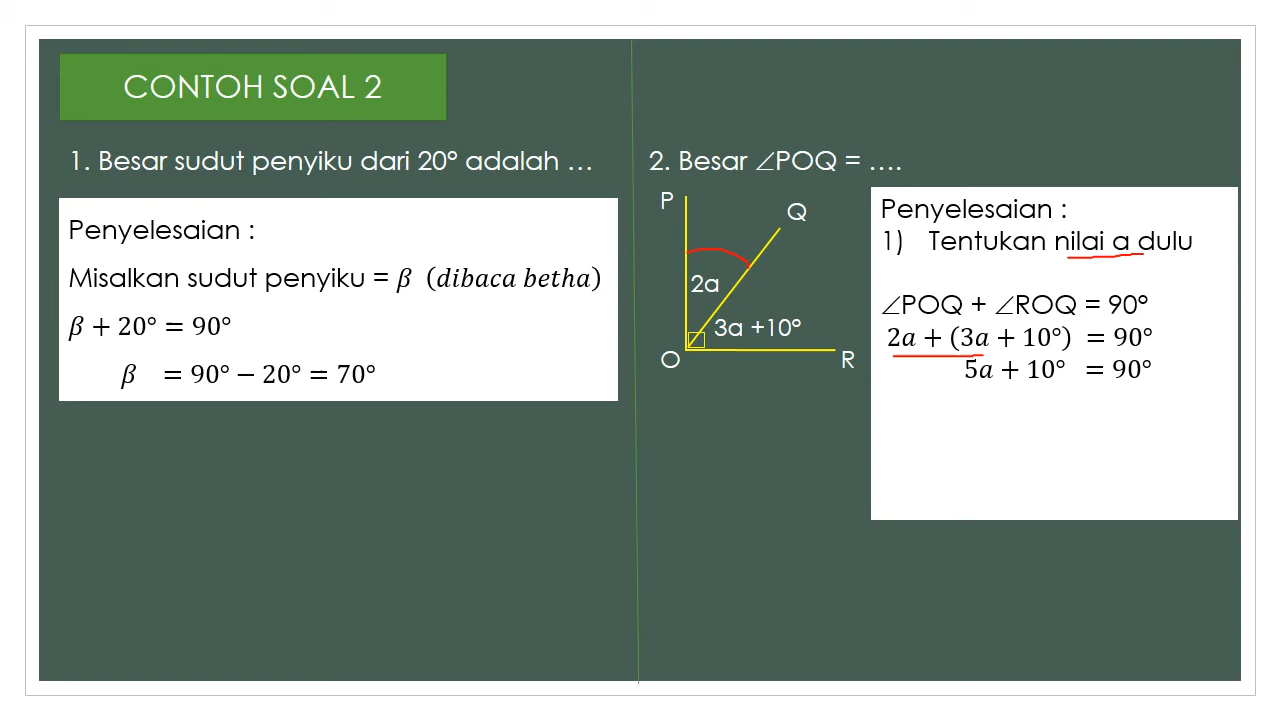 CONTOH SOAL 2
1. Besar sudut penyiku dari 20° adalah …
Penyelesaian :
Misalkan sudut penyiku = 𝛽 (dibaca betha)
𝛽 + 20° = 90°
𝛽 = 90° − 20° = 70°
2. Besar ∠POQ = ….
P
Q
2a
3a +10°
O
R
Penyelesaian :
1) Tentukan nilai a dulu
∠POQ + ∠ROQ = 90°
2𝑎 + (3𝑎 + 10°) = 90°
5𝑎 + 10° = 90°